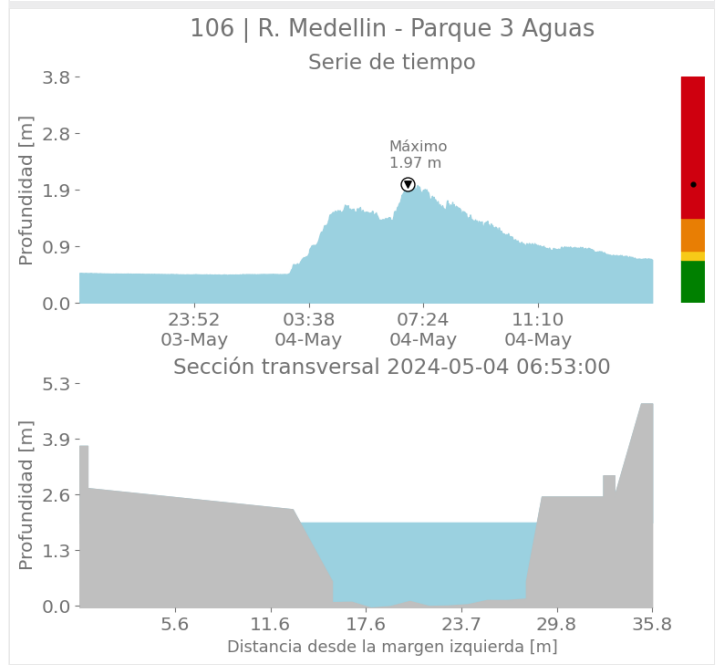 106 | R. Medellin - Parque 3 Aguas
Serie de tiempo
Profundidad [m]
3.8
2.8
1.9
0.9
0.0
Máximo
1.97 m
23:52
03-May
03:38
04-May
07:24
04-May
11:10
04-May
Sección transversal 2024-05-04 06:53:00
Profundidad [m]
5.3
3.9
2.6
1.3
0.0
5.6
11.6
17.6
23.7
29.8
35.8
Distancia desde la margen izquierda [m]